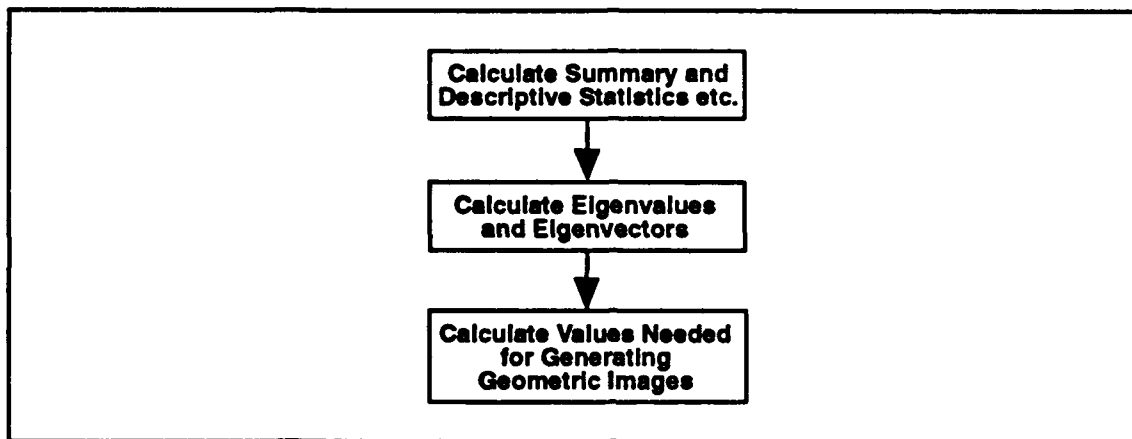 Calculate Summary and
Descriptive Statistics etc.
Calculate Eigenvalues
and Eigenvectors
Calculate Values Needed
for Generating
Geometric Images